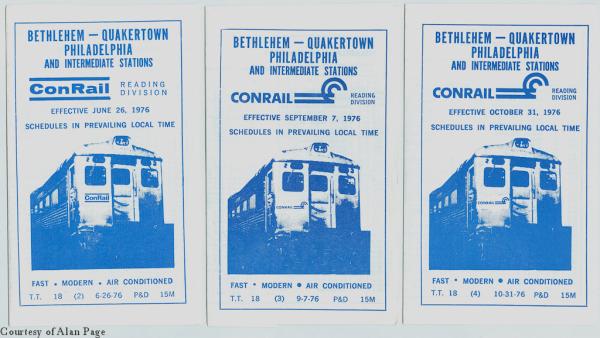 BETHLEHEM — QUAKERTOWN
PHILADELPHIA
AND INTERMEDIATE STATIONS
ConRail READING
DIVISION
EFFECTIVE JUNE 26, 1976
SCHEDULES IN PREVAILING LOCAL TIME
ConRail
FAST • MODERN • AIR CONDITIONED
T.T. 18 (2) 6-26-76 P&D 15M
BETHLEHEM — QUAKERTOWN
PHILADELPHIA
AND INTERMEDIATE STATIONS
CONRAIL READING
DIVISION
EFFECTIVE SEPTEMBER 7, 1976
SCHEDULES IN PREVAILING LOCAL TIME
CONRAIL
FAST • MODERN • AIR CONDITIONED
T.T. 18 (3) 9-7-76 P&D 15M
BETHLEHEM — QUAKERTOWN
PHILADELPHIA
AND INTERMEDIATE STATIONS
CONRAIL READING
DIVISION
EFFECTIVE OCTOBER 31, 1976
SCHEDULES IN PREVAILING LOCAL TIME
CONRAIL
FAST • MODERN • AIR CONDITIONED
T.T. 18 (4) 10-31-76 P&D 15M
Courtesy of Alan Page